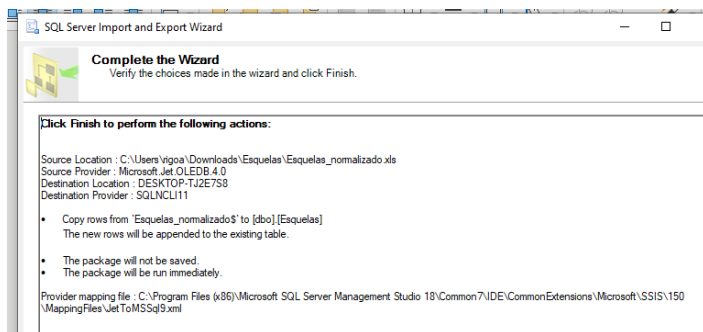 SQL Server Import and Export Wizard
Complete the Wizard
Verify the choices made in the wizard and click Finish.
Click Finish to perform the following actions:
Source Location : C:\Users\rigoa\Downloads\Esquelas\Esquelas_normalizado.xls
Source Provider : Microsoft.Jet.OLEDB.4.0
Destination Location : DESKTOP-TJ2E7S8
Destination Provider : SQLNCLI11
• Copy rows from `Esquelas_normalizado$` to [dbo].[Esquelas]
The new rows will be appended to the existing table.
• The package will not be saved.
• The package will be run immediately.
Provider mapping file : C:\Program Files (x86)\Microsoft SQL Server Management Studio 18\Common7\IDE\CommonExtensions\Microsoft\SSIS\150
\MappingFiles\JetToMSSql9.xml